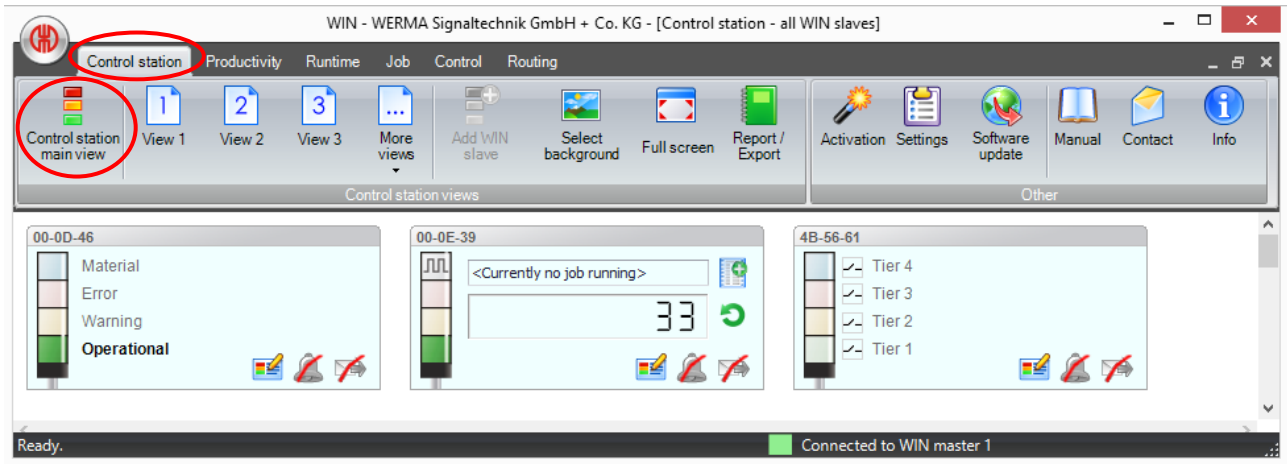 WIN - WERMA Signaltechnik GmbH + Co. KG - [Control station - all WIN slaves]
Control station Productivity Runtime Job Control Routing
Control station main view
1
View 1
2
View 2
3
View 3
...
More views
Add WIN slave
Select background
Full screen
Report / Export
Activation
Settings
Software update
Manual
Contact
i
Info
Control station views
Other
00-0D-46
Material
Error
Warning
Operational
00-0E-39
<Currently no job running>
33
4B-56-61
Tier 4
Tier 3
Tier 2
Tier 1
Ready.
Connected to WIN master 1